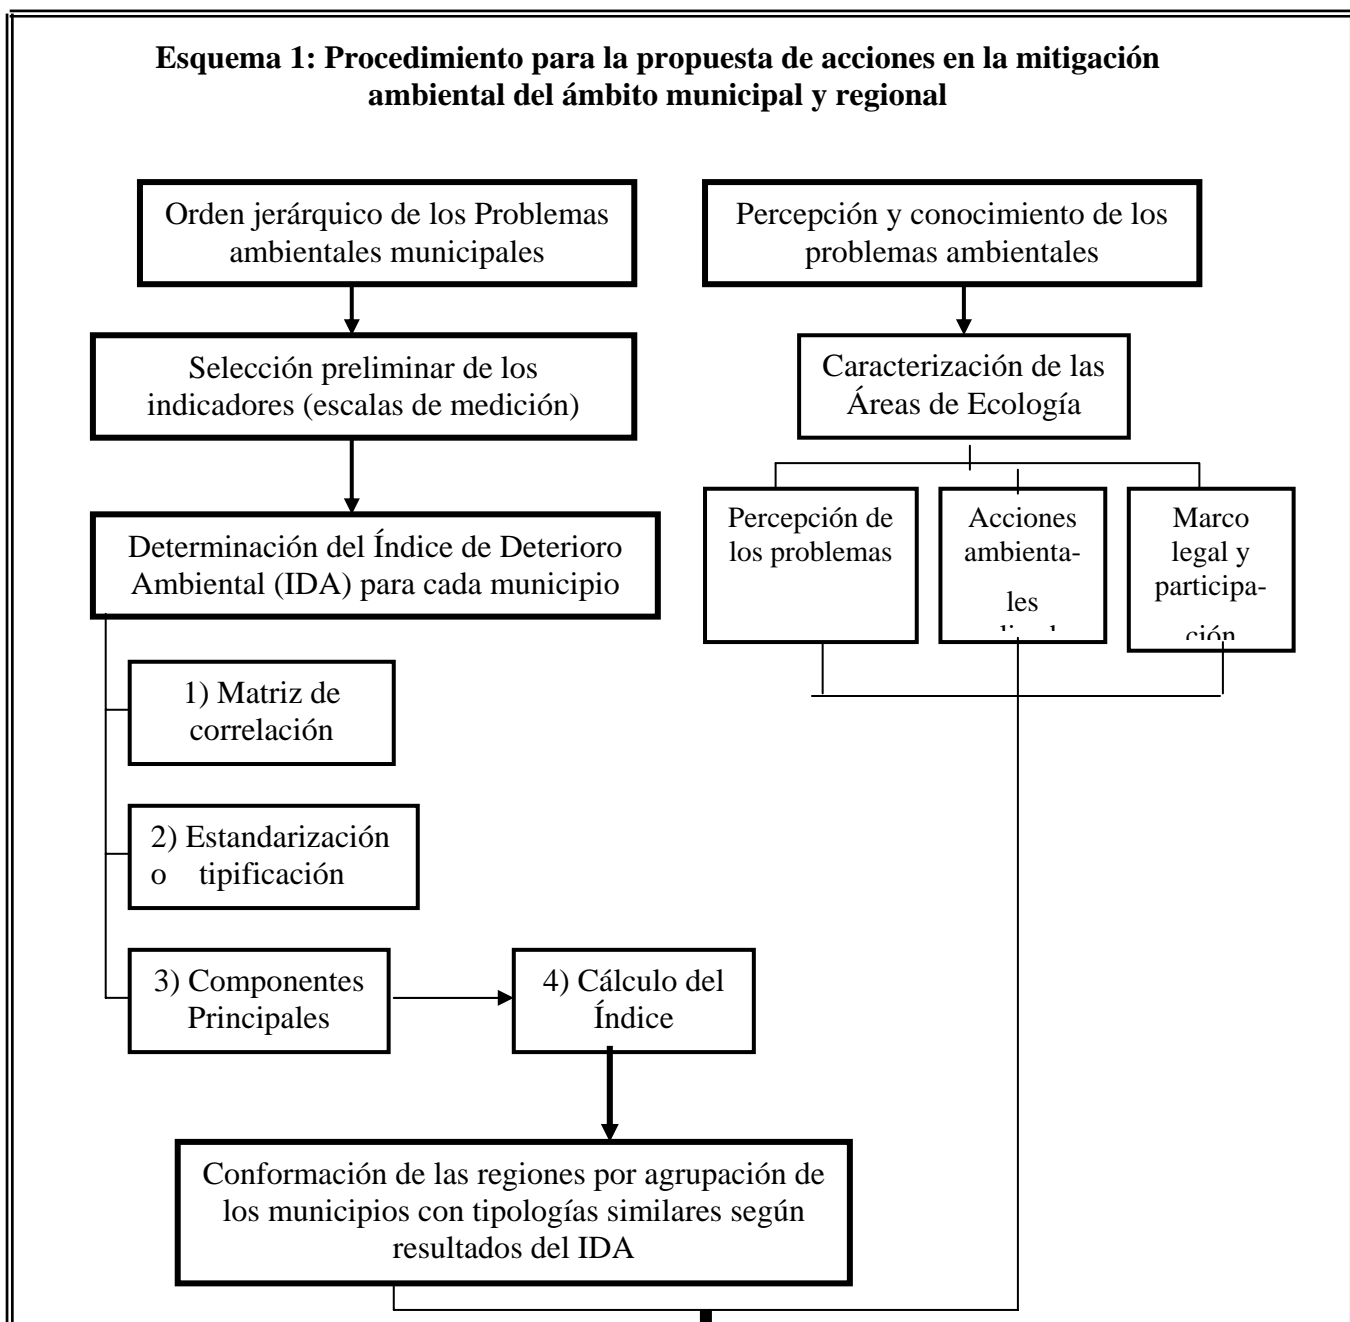 Esquema 1: Procedimiento para la propuesta de acciones en la mitigación
ambiental del ámbito municipal y regional
Orden jerárquico de los Problemas
ambientales municipales
Percepción y conocimiento de los
problemas ambientales
Selección preliminar de los
indicadores (escalas de medición)
Caracterización de las
Áreas de Ecología
Determinación del Índice de Deterioro
Ambiental (IDA) para cada municipio
Percepción de
los problemas
Acciones
ambienta-
les
Marco
legal y
participa-
ción
1) Matriz de
correlación
2) Estandarización
o tipificación
3) Componentes
Principales
4) Cálculo del
Índice
Conformación de las regiones por agrupación de
los municipios con tipologías similares según
resultados del IDA